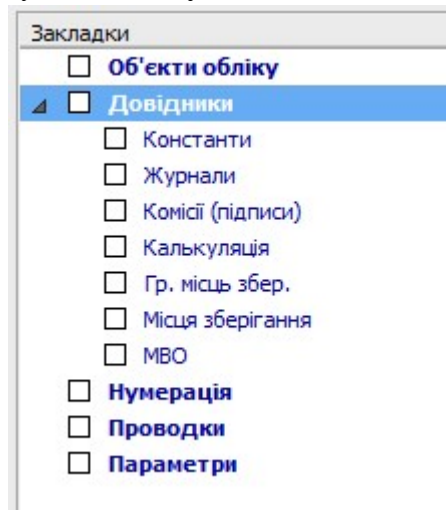 Закладки
Об'єкти обліку
Довідники
Константи
Журнали
Комісії (підписи)
Калькуляція
Гр. місць збер.
Місця зберігання
МВО
Нумерація
Проводки
Параметри